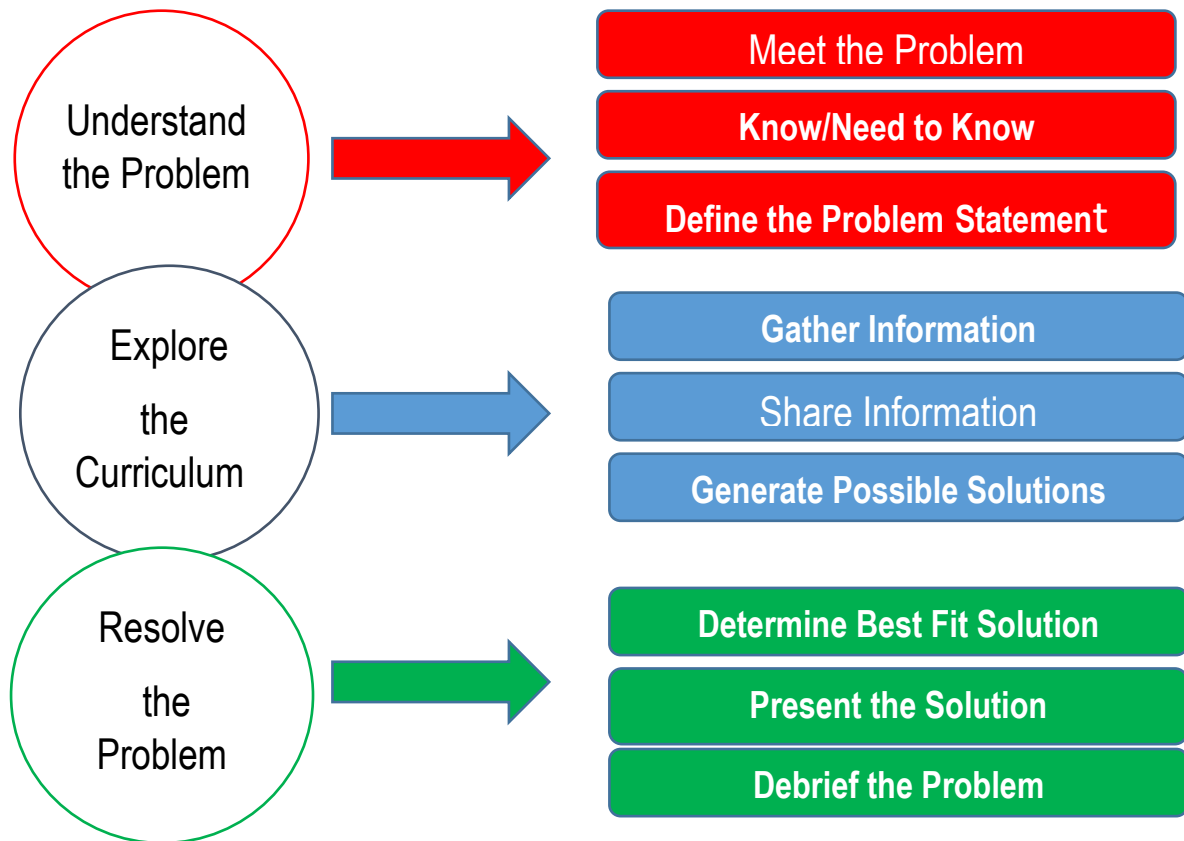 Understand
the Problem
Meet the Problem
Know/Need to Know
Define the Problem Statement
Explore
the
Curriculum
Gather Information
Share Information
Generate Possible Solutions
Resolve
the
Problem
Determine Best Fit Solution
Present the Solution
Debrief the Problem